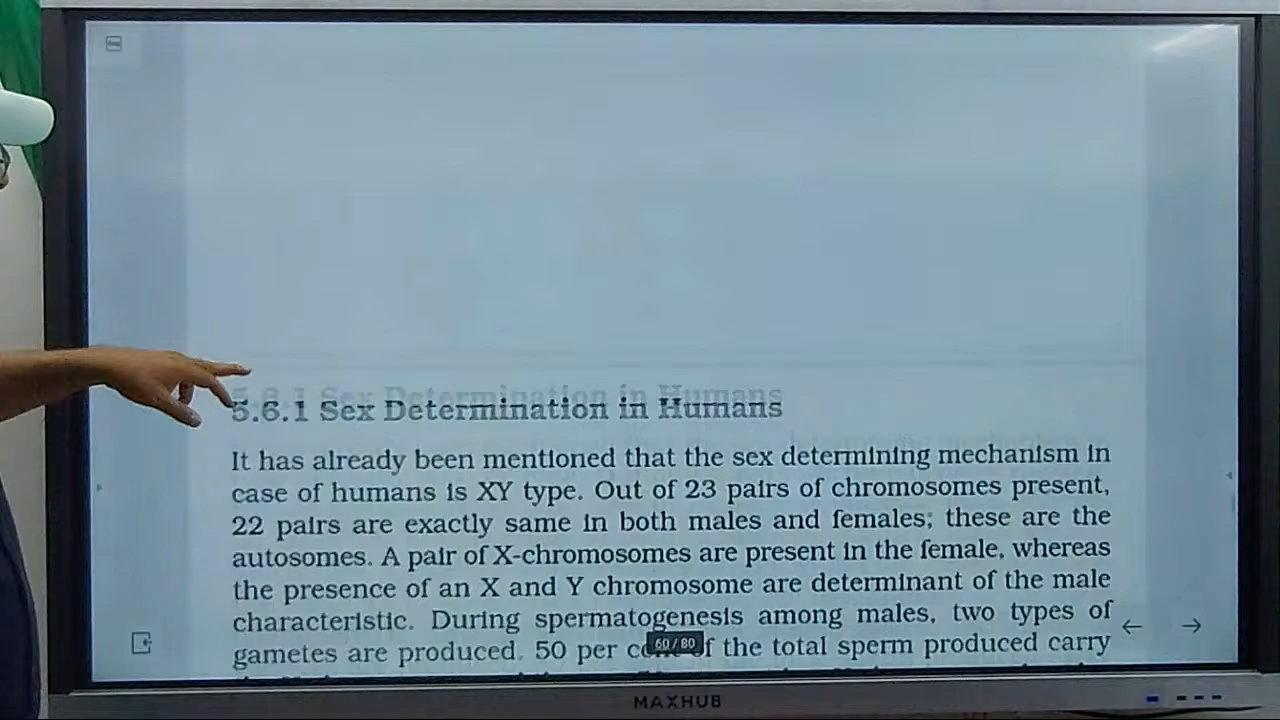 5.6.1 Sex Determination in Humans
It has already been mentioned that the sex determining mechanism in
case of humans is XY type. Out of 23 pairs of chromosomes present,
22 pairs are exactly same in both males and females; these are the
autosomes. A pair of X-chromosomes are present in the female, whereas
the presence of an X and Y chromosome are determinant of the male
characteristic. During spermatogenesis among males, two types of
gametes are produced. 50 per of the total sperm produced carry
60 / 80
MAXHUB